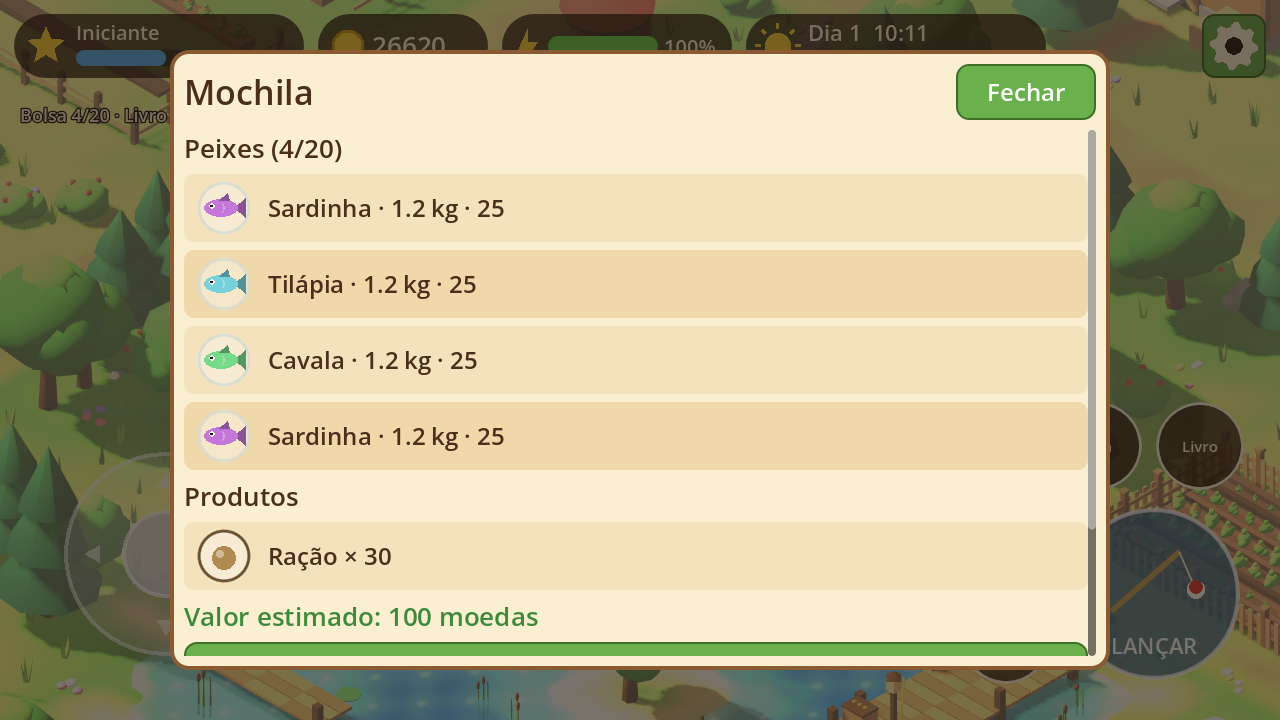 Iniciante
26620
100%
Dia 1 10:11
Bolsa 4/20 · Livro
Mochila
Fechar
Peixes (4/20)
Sardinha · 1.2 kg · 25
Tilápia · 1.2 kg · 25
Cavala · 1.2 kg · 25
Sardinha · 1.2 kg · 25
Produtos
Ração × 30
Valor estimado: 100 moedas
Livro
LANÇAR